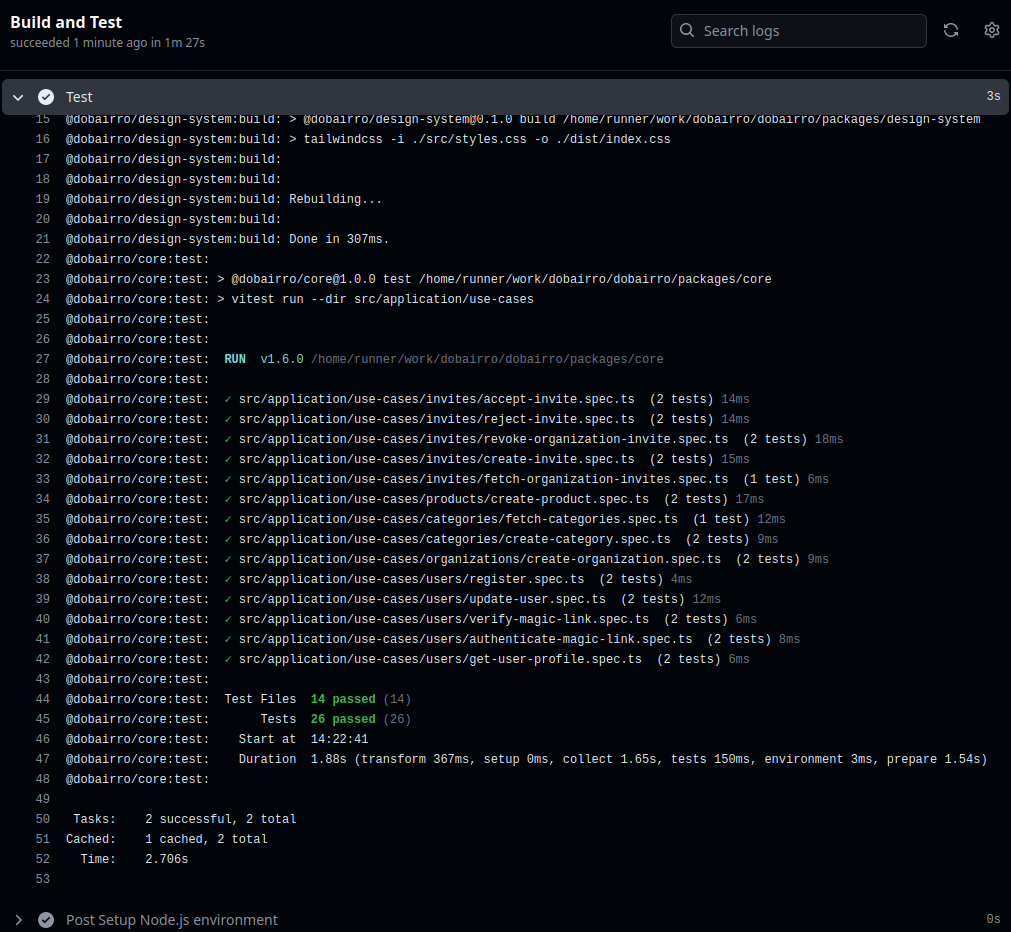 Build and Test
succeeded 1 minute ago in 1m 27s
Search logs
Test 3s
15 @dobairro/design-system:build: > @dobairro/design-system@0.1.0 build /home/runner/work/dobairro/dobairro/packages/design-system
16 @dobairro/design-system:build: > tailwindcss -i ./src/styles.css -o ./dist/index.css
17 @dobairro/design-system:build:
18 @dobairro/design-system:build:
19 @dobairro/design-system:build: Rebuilding...
20 @dobairro/design-system:build:
21 @dobairro/design-system:build: Done in 307ms.
22 @dobairro/core:test:
23 @dobairro/core:test: > @dobairro/core@1.0.0 test /home/runner/work/dobairro/dobairro/packages/core
24 @dobairro/core:test: > vitest run --dir src/application/use-cases
25 @dobairro/core:test:
26 @dobairro/core:test:
27 @dobairro/core:test: RUN v1.6.0 /home/runner/work/dobairro/dobairro/packages/core
28 @dobairro/core:test:
29 @dobairro/core:test: ✓ src/application/use-cases/invites/accept-invite.spec.ts (2 tests) 14ms
30 @dobairro/core:test: ✓ src/application/use-cases/invites/reject-invite.spec.ts (2 tests) 14ms
31 @dobairro/core:test: ✓ src/application/use-cases/invites/revoke-organization-invite.spec.ts (2 tests) 18ms
32 @dobairro/core:test: ✓ src/application/use-cases/invites/create-invite.spec.ts (2 tests) 15ms
33 @dobairro/core:test: ✓ src/application/use-cases/invites/fetch-organization-invites.spec.ts (1 test) 6ms
34 @dobairro/core:test: ✓ src/application/use-cases/products/create-product.spec.ts (2 tests) 17ms
35 @dobairro/core:test: ✓ src/application/use-cases/categories/fetch-categories.spec.ts (1 test) 12ms
36 @dobairro/core:test: ✓ src/application/use-cases/categories/create-category.spec.ts (2 tests) 9ms
37 @dobairro/core:test: ✓ src/application/use-cases/organizations/create-organization.spec.ts (2 tests) 9ms
38 @dobairro/core:test: ✓ src/application/use-cases/users/register.spec.ts (2 tests) 4ms
39 @dobairro/core:test: ✓ src/application/use-cases/users/update-user.spec.ts (2 tests) 12ms
40 @dobairro/core:test: ✓ src/application/use-cases/users/verify-magic-link.spec.ts (2 tests) 6ms
41 @dobairro/core:test: ✓ src/application/use-cases/users/authenticate-magic-link.spec.ts (2 tests) 8ms
42 @dobairro/core:test: ✓ src/application/use-cases/users/get-user-profile.spec.ts (2 tests) 6ms
43 @dobairro/core:test:
44 @dobairro/core:test: Test Files 14 passed (14)
45 @dobairro/core:test: Tests 26 passed (26)
46 @dobairro/core:test: Start at 14:22:41
47 @dobairro/core:test: Duration 1.88s (transform 367ms, setup 0ms, collect 1.65s, tests 150ms, environment 3ms, prepare 1.54s)
48 @dobairro/core:test:
49
50 Tasks: 2 successful, 2 total
51 Cached: 1 cached, 2 total
52 Time: 2.706s
53
Post Setup Node.js environment 0s